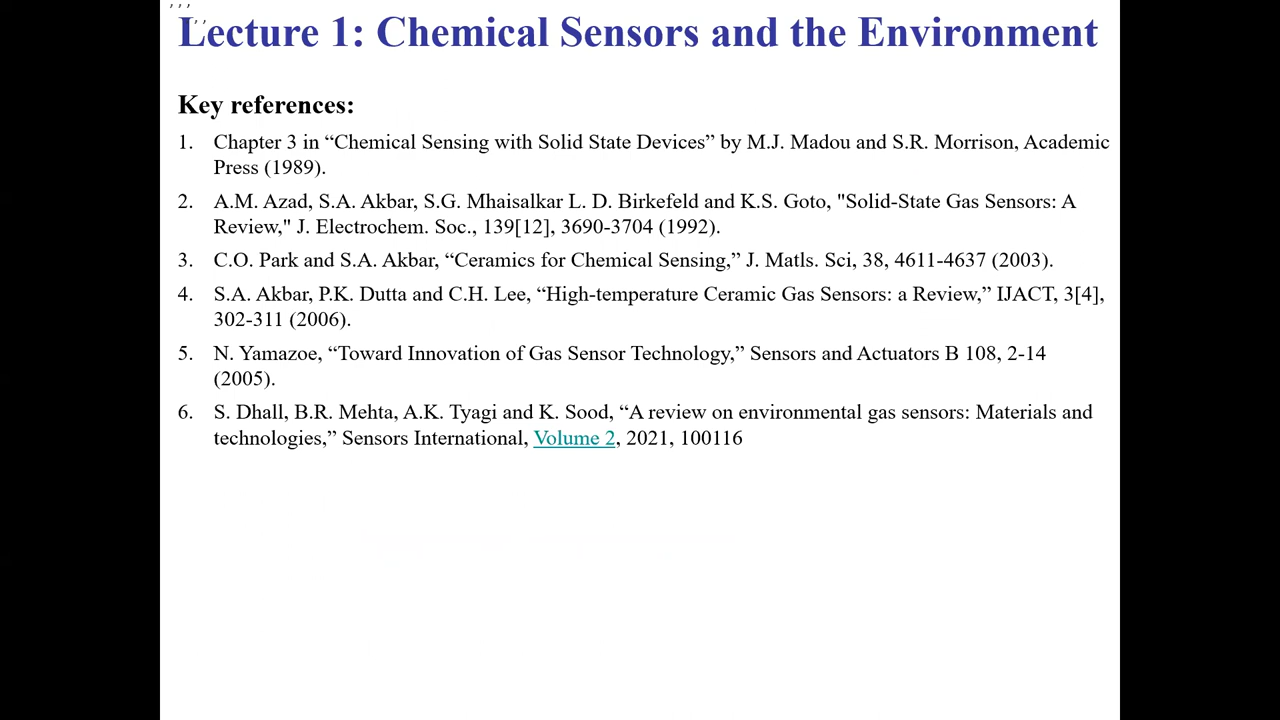 Lecture 1: Chemical Sensors and the Environment
Key references:
1. Chapter 3 in “Chemical Sensing with Solid State Devices” by M.J. Madou and S.R. Morrison, Academic
Press (1989).
2. A.M. Azad, S.A. Akbar, S.G. Mhaisalkar L. D. Birkefeld and K.S. Goto, "Solid-State Gas Sensors: A
Review," J. Electrochem. Soc., 139[12], 3690-3704 (1992).
3. C.O. Park and S.A. Akbar, “Ceramics for Chemical Sensing,” J. Matls. Sci, 38, 4611-4637 (2003).
4. S.A. Akbar, P.K. Dutta and C.H. Lee, “High-temperature Ceramic Gas Sensors: a Review,” IJACT, 3[4],
302-311 (2006).
5. N. Yamazoe, “Toward Innovation of Gas Sensor Technology,” Sensors and Actuators B 108, 2-14
(2005).
6. S. Dhall, B.R. Mehta, A.K. Tyagi and K. Sood, “A review on environmental gas sensors: Materials and
technologies,” Sensors International, Volume 2, 2021, 100116